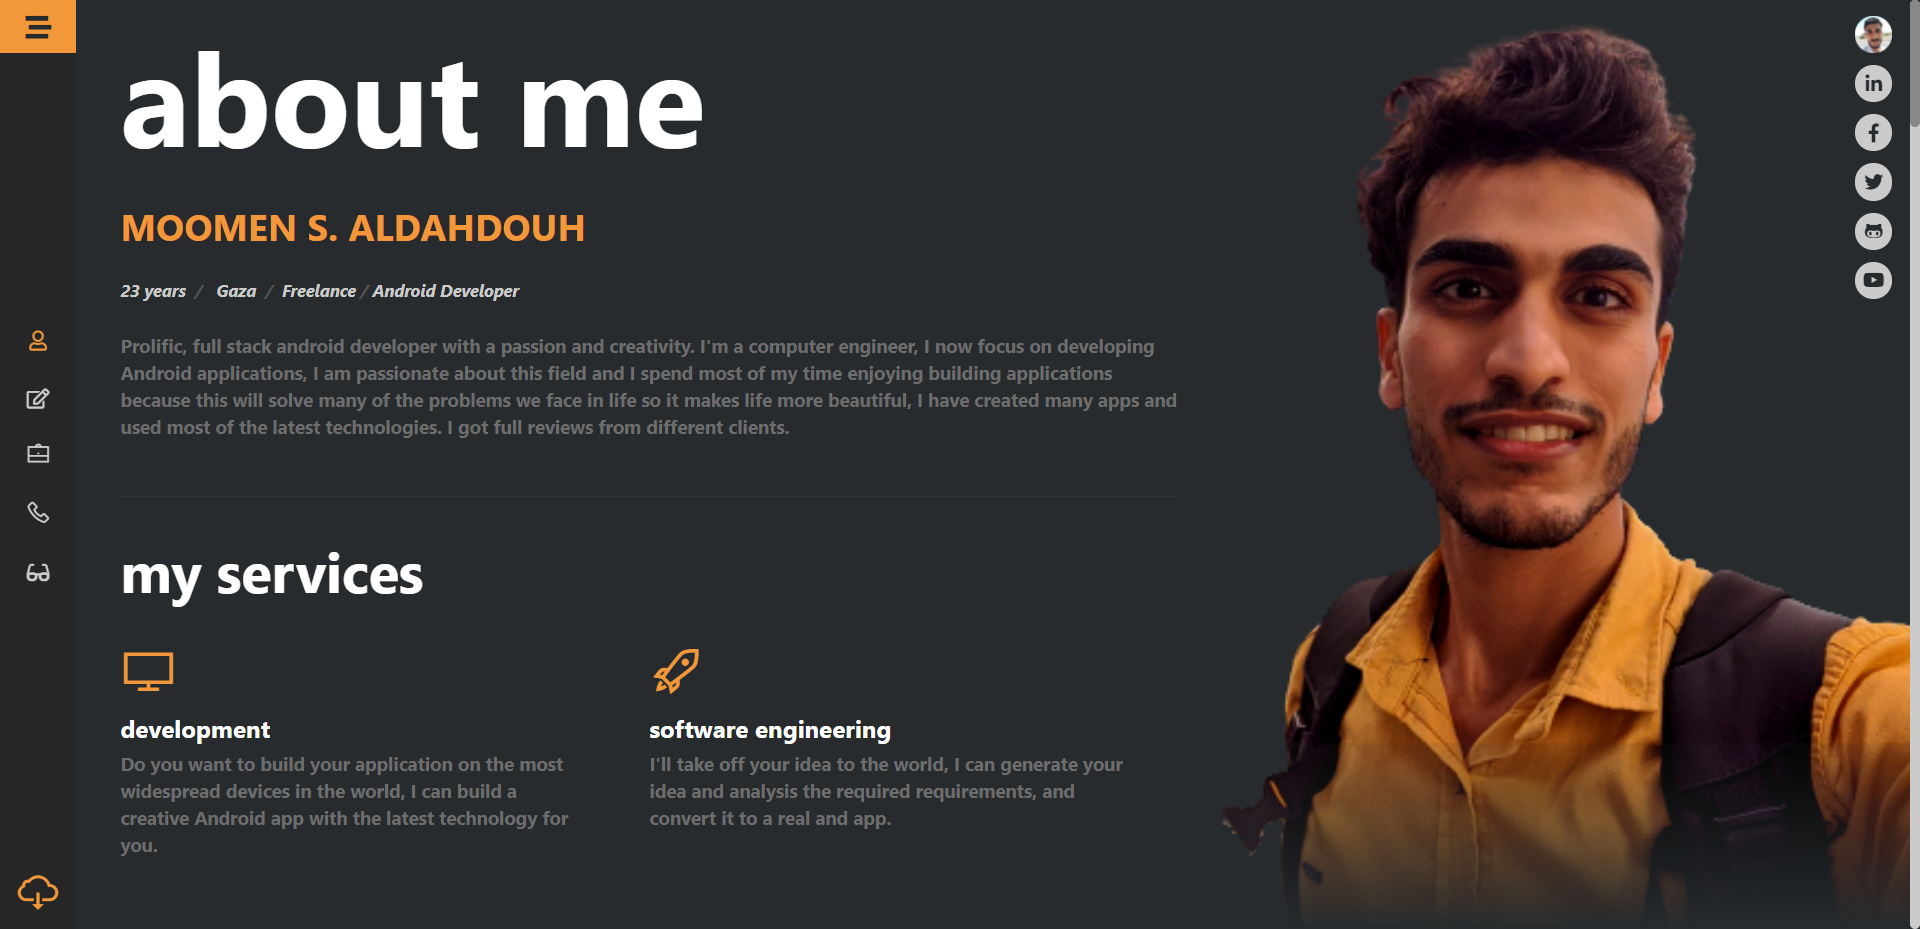 about me
MOOMEN S. ALDAHDOUH
23 years / Gaza / Freelance / Android Developer
Prolific, full stack android developer with a passion and creativity. I'm a computer engineer, I now focus on developing
Android applications, I am passionate about this field and I spend most of my time enjoying building applications
because this will solve many of the problems we face in life so it makes life more beautiful, I have created many apps and
used most of the latest technologies. I got full reviews from different clients.
my services
development
Do you want to build your application on the most
widespread devices in the world, I can build a
creative Android app with the latest technology for
you.
software engineering
I'll take off your idea to the world, I can generate your
idea and analysis the required requirements, and
convert it to a real and app.